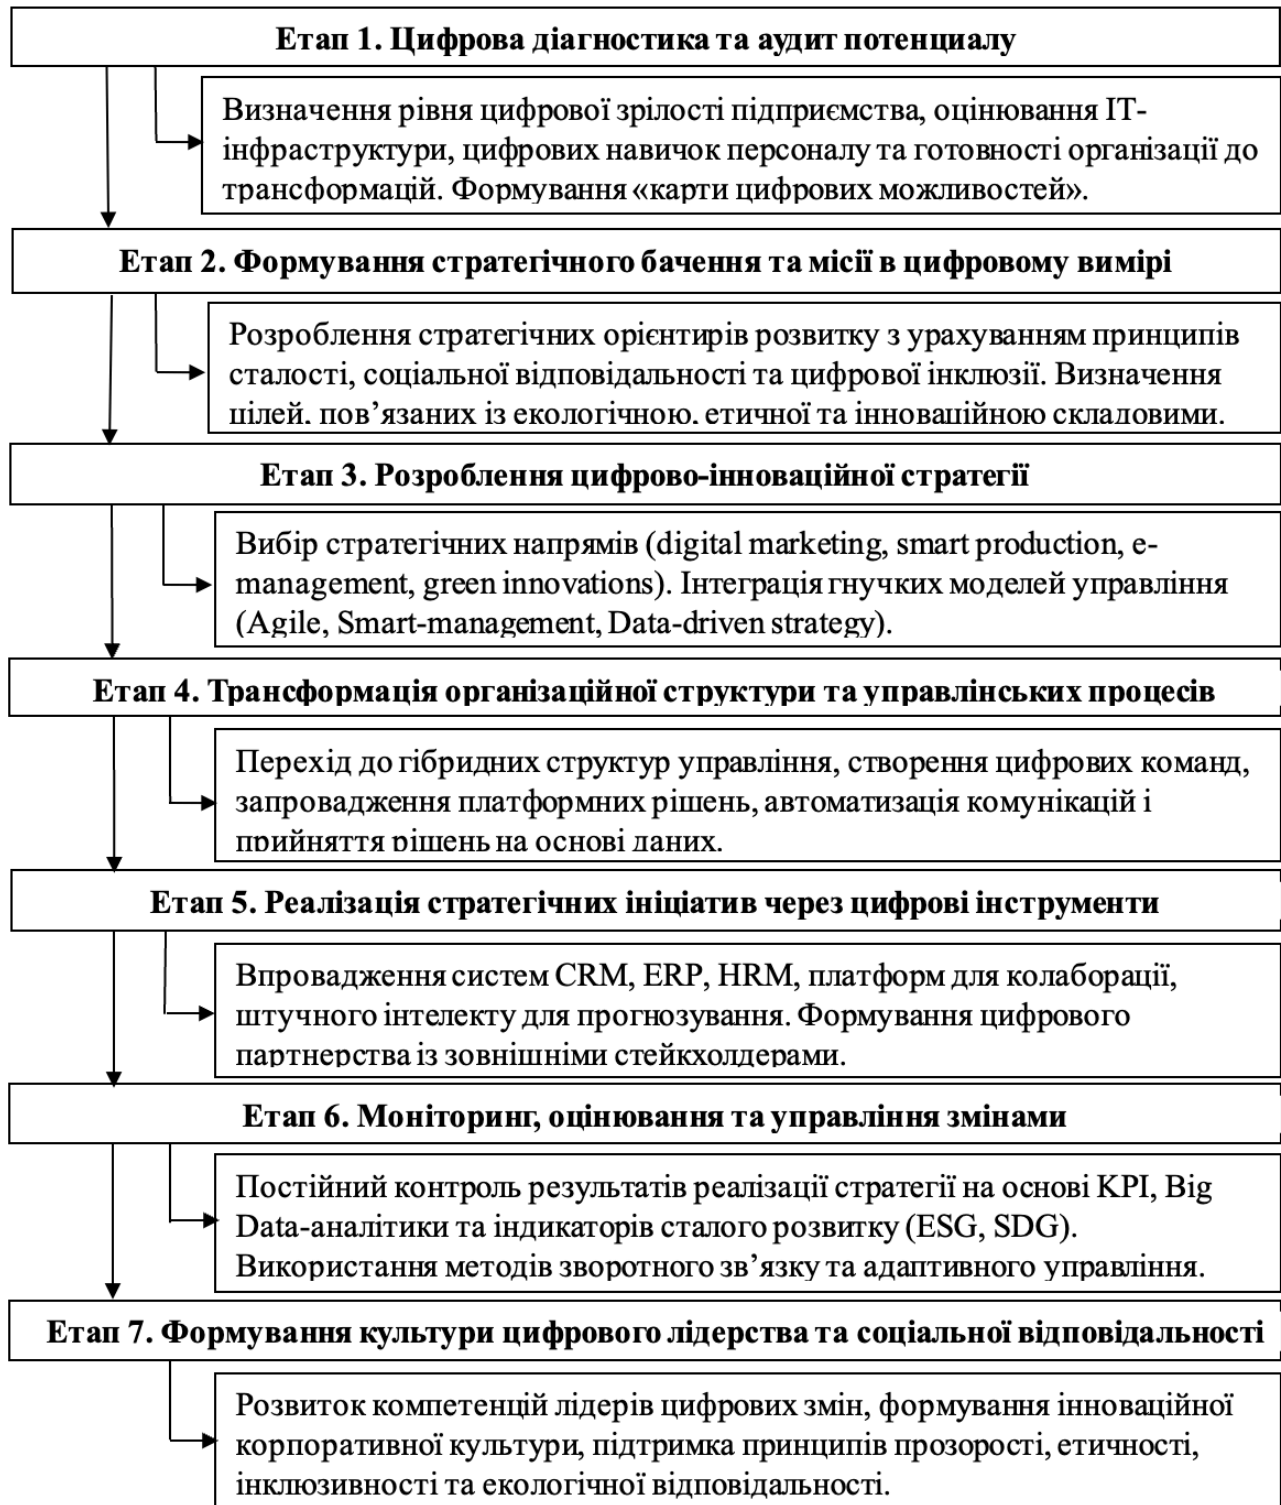 Етап 1. Цифрова діагностика та аудит потенциалу
Визначення рівня цифрової зрілості підприємства, оцінювання ІТ-
інфраструктури, цифрових навичок персоналу та готовності організації до
трансформацій. Формування «карти цифрових можливостей».
Етап 2. Формування стратегічного бачення та місії в цифровому вимірі
Розроблення стратегічних орієнтирів розвитку з урахуванням принципів
сталості, соціальної відповідальності та цифрової інклюзії. Визначення
цілей, пов’язаних із екологічною, етичної та інноваційною складовими.
Етап 3. Розроблення цифрово-інноваційної стратегії
Вибір стратегічних напрямів (digital marketing, smart production, e-
management, green innovations). Інтеграція гнучких моделей управління
(Agile, Smart-management, Data-driven strategy).
Етап 4. Трансформація організаційної структури та управлінських процесів
Перехід до гібридних структур управління, створення цифрових команд,
запровадження платформних рішень, автоматизація комунікацій і
прийняття рішень на основі даних.
Етап 5. Реалізація стратегічних ініціатив через цифрові інструменти
Впровадження систем CRM, ERP, HRM, платформ для колаборації,
штучного інтелекту для прогнозування. Формування цифрового
партнерства із зовнішніми стейкхолдерами.
Етап 6. Моніторинг, оцінювання та управління змінами
Постійний контроль результатів реалізації стратегії на основі KPI, Big
Data-аналітики та індикаторів сталого розвитку (ESG, SDG).
Використання методів зворотного зв’язку та адаптивного управління.
Етап 7. Формування культури цифрового лідерства та соціальної відповідальності
Розвиток компетенцій лідерів цифрових змін, формування інноваційної
корпоративної культури, підтримка принципів прозорості, етичності,
інклюзивності та екологічної відповідальності.